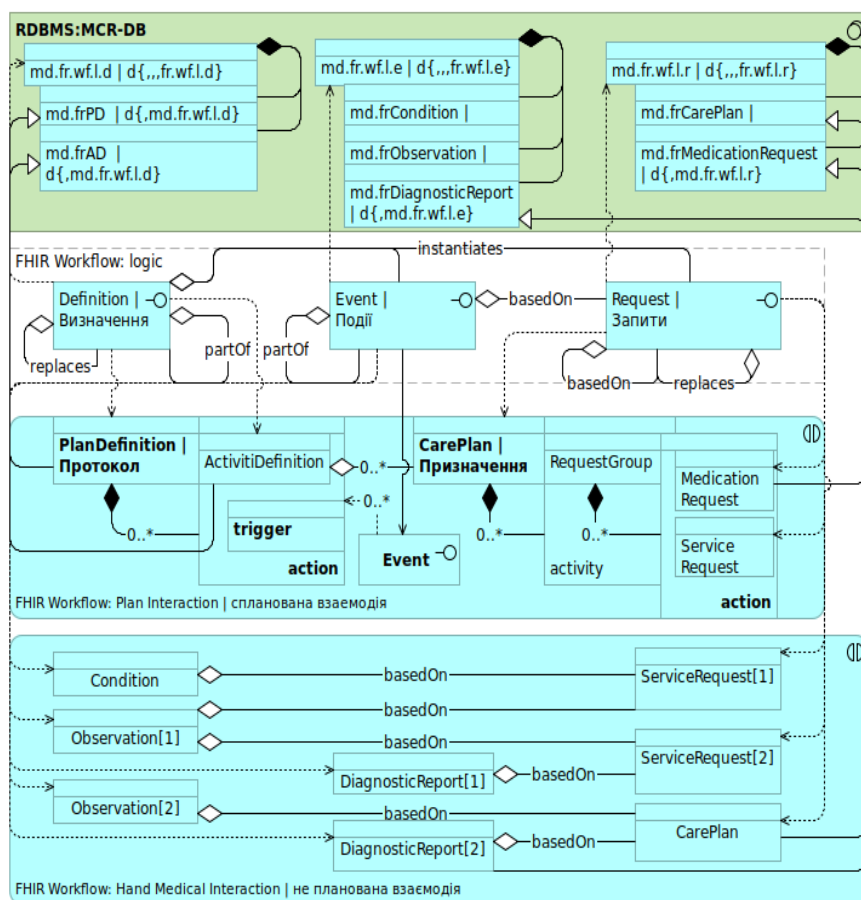 RDBMS:MCR-DB
md.fr.wf.l.d | d{,,,fr.wf.l.d}
md.frPD | d{,md.fr.wf.l.d}
md.frAD |
d{,md.fr.wf.l.d}
md.fr.wf.l.e | d{,,,fr.wf.l.e}
md.frCondition |
md.frObservation |
md.frDiagnosticReport
| d{,md.fr.wf.l.e}
md.fr.wf.l.r | d{,,,fr.wf.l.r}
md.frCarePlan |
md.frMedicationRequest
| d{,md.fr.wf.l.r}
FHIR Workflow: logic
instantiates
Definition |
Визначення
replaces
partOf
Event |
Події
partOf
basedOn
Request |
Запити
basedOn
replaces
PlanDefinition |
Протокол
0..*
ActivitiDefinition
0..*
trigger
action
0..*
Event
CarePlan |
Призначення
0..*
RequestGroup
0..*
activity
Medication
Request
Service
Request
action
FHIR Workflow: Plan Interaction | спланована взаемодія
Condition
basedOn
ServiceRequest[1]
Observation[1]
basedOn
basedOn
ServiceRequest[2]
DiagnosticReport[1]
basedOn
Observation[2]
basedOn
CarePlan
DiagnosticReport[2]
basedOn
FHIR Workflow: Hand Medical Interaction | не планована взаємодія